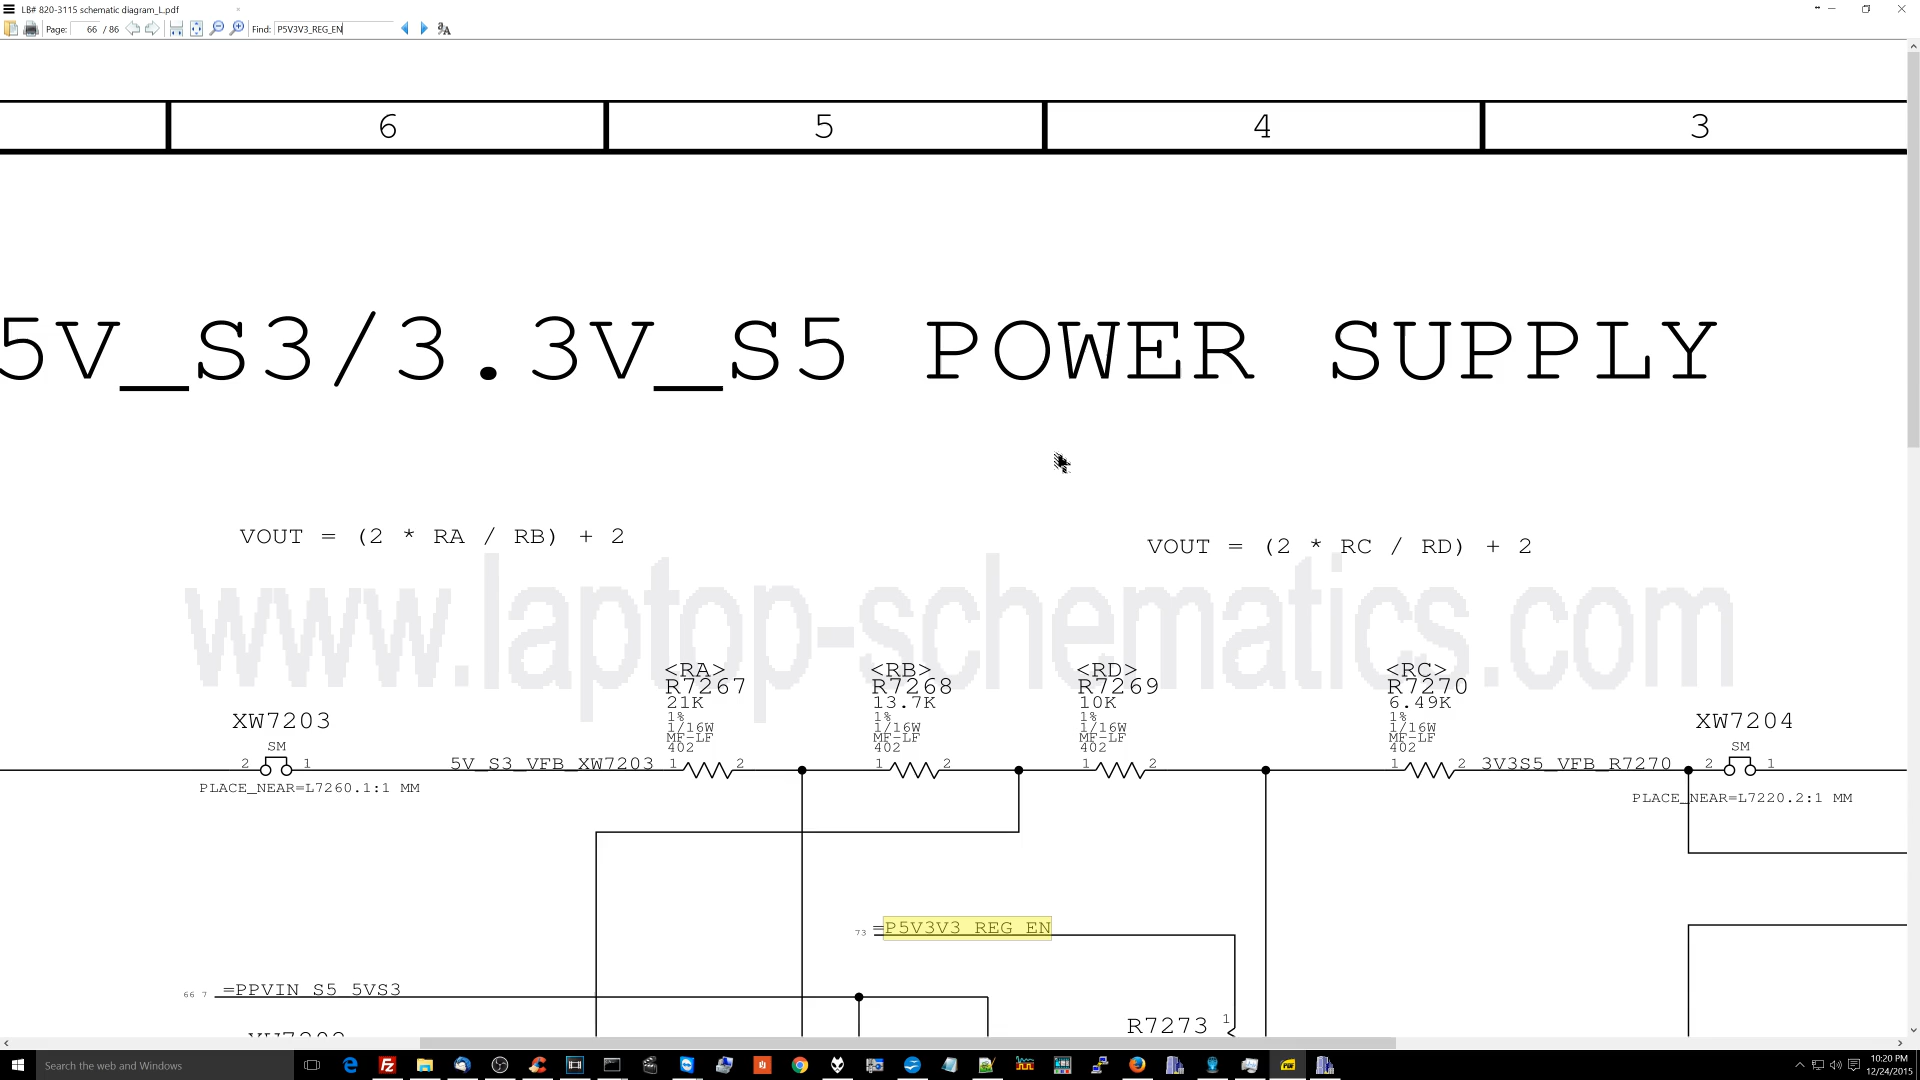 LB# 820-3115 schematic diagram_L.pdf
Page: 66 / 86 Find: P5V3V3_REG_EN
6 5 4 3
5V_S3/3.3V_S5 POWER SUPPLY
VOUT = (2 * RA / RB) + 2
VOUT = (2 * RC / RD) + 2
www.laptop-schematics.com
<RA>
R7267
21K
1%
1/16W
MF-LF
402
<RB>
R7268
13.7K
1%
1/16W
MF-LF
402
<RD>
R7269
10K
1%
1/16W
MF-LF
402
<RC>
R7270
6.49K
1%
1/16W
MF-LF
402
XW7203
SM
2 1
PLACE_NEAR=L7260.1:1 MM
5V_S3_VFB_XW7203
1 2
1 2
1 2
1 2
3V3S5_VFB_R7270
XW7204
SM
2 1
PLACE_NEAR=L7220.2:1 MM
73 =P5V3V3_REG_EN
66 7 =PPVIN_S5_5VS3
R7273 1
Search the web and Windows
10:20 PM
12/24/2015